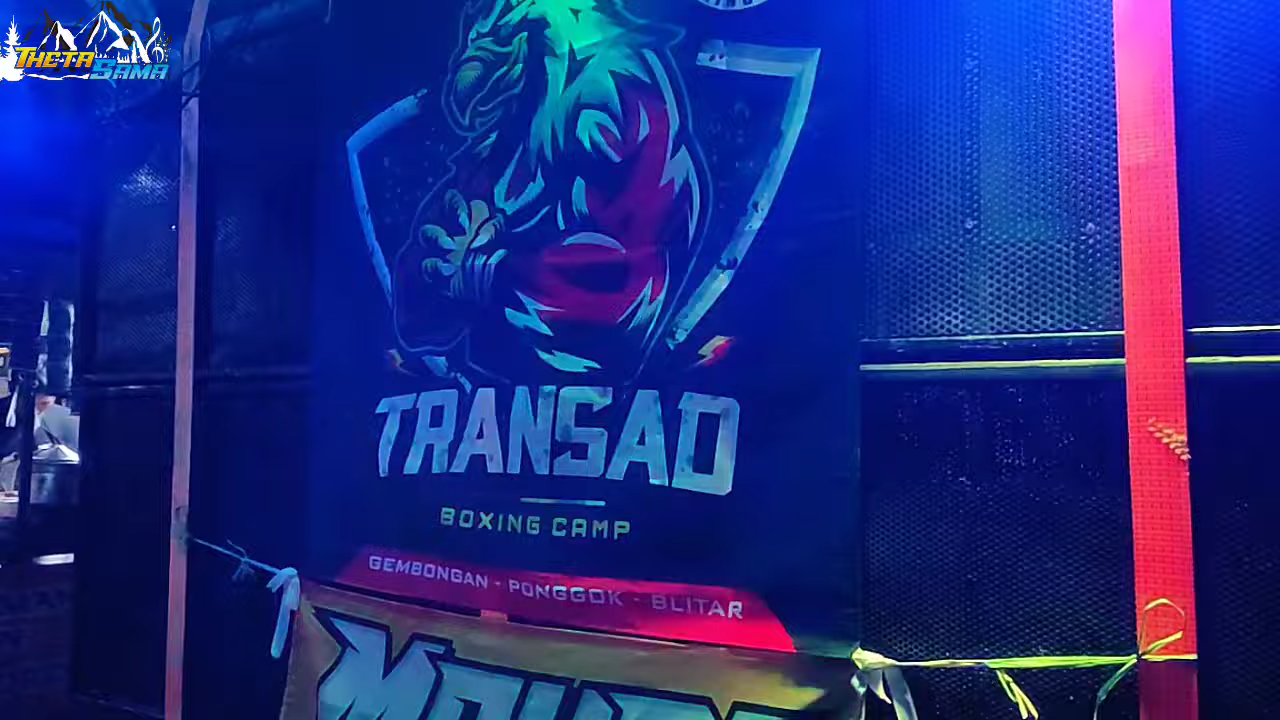 THETA
SAMA
TRANSAD
BOXING CAMP
GEMBONGAN - PONGGOK - BLITAR